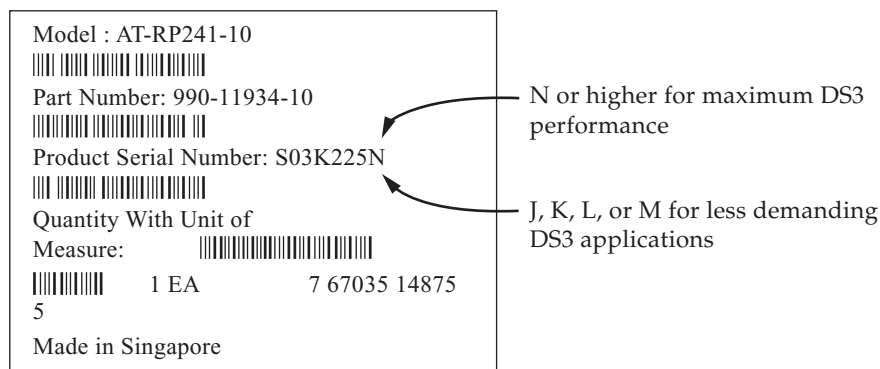 Model : AT-RP241-10
Part Number: 990-11934-10
Product Serial Number: S03K225N
Quantity With Unit of
Measure:
1 EA 7 67035 14875
5
Made in Singapore
N or higher for maximum DS3
performance
J, K, L, or M for less demanding
DS3 applications